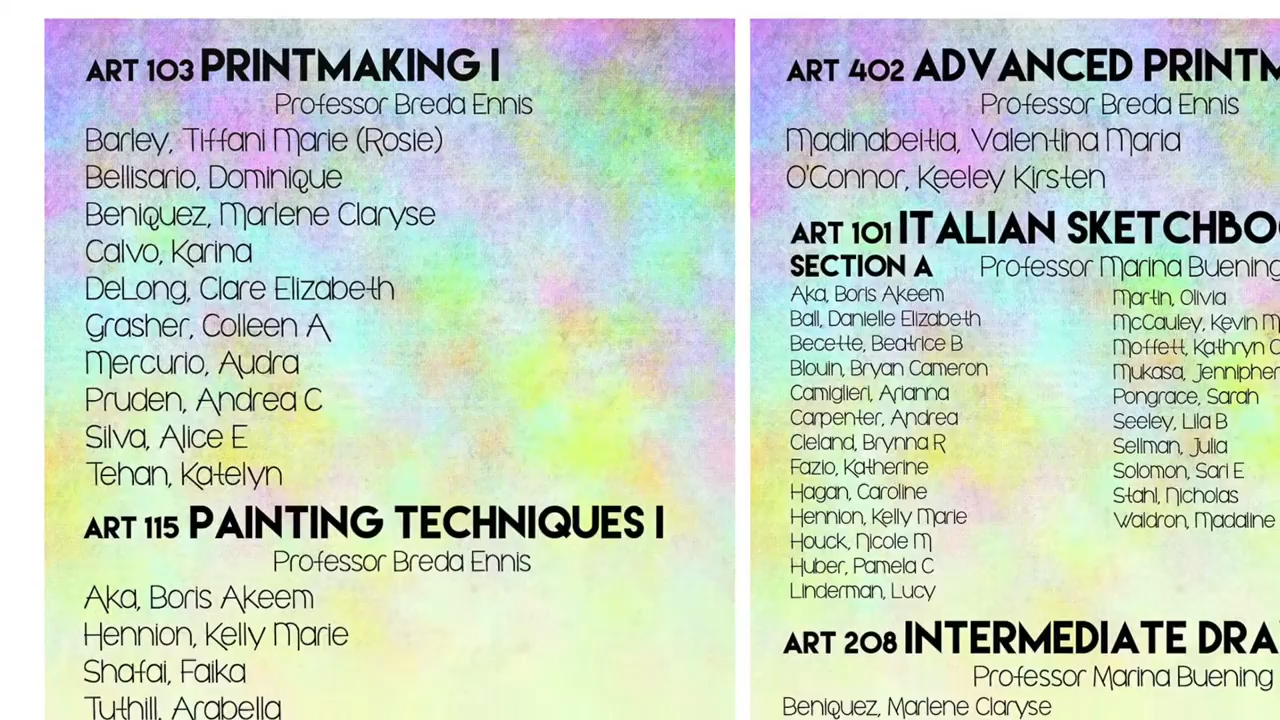 ART 103 PRINTMAKING I
Professor Breda Ennis
Barley, Tiffani Marie (Rosie)
Bellisario, Dominique
Beniquez, Marlene Claryse
Calvo, Karina
DeLong, Clare Elizabeth
Grasher, Colleen A
Mercurio, Audra
Pruden, Andrea C
Silva, Alice E
Tehan, Katelyn
ART 115 PAINTING TECHNIQUES I
Professor Breda Ennis
Aka, Boris Akeem
Hennion, Kelly Marie
Shafai, Faika
Tuthill, Arabella
ART 402 ADVANCED
Professor Breda Ennis
Madinabeitia, Valentina Maria
O'Connor, Keeley Kirsten
ART 101 ITALIAN
SECTION A Professor Marina Buening
Aka, Boris Akeem
Ball, Danielle Elizabeth
Becette, Beatrice B
Blouin, Bryan Cameron
Camiglieri, Arianna
Carpenter, Andrea
Cleland, Brynna R
Fazio, Katherine
Hagan, Caroline
Hennion, Kelly Marie
Houck, Nicole M
Huber, Pamela C
Linderman, Lucy
Martin, Olivia
McCauley, Kevin
Moffett, Kathryn
Mukasa, Jennipher
Pongrace, Sarah
Seeley, Lila B
Sellman, Julia
Solomon, Sari E
Stahl, Nicholas
Waldron, Madaline
ART 208 INTERMEDIATE
Professor Marina Buening
Beniquez, Marlene Claryse